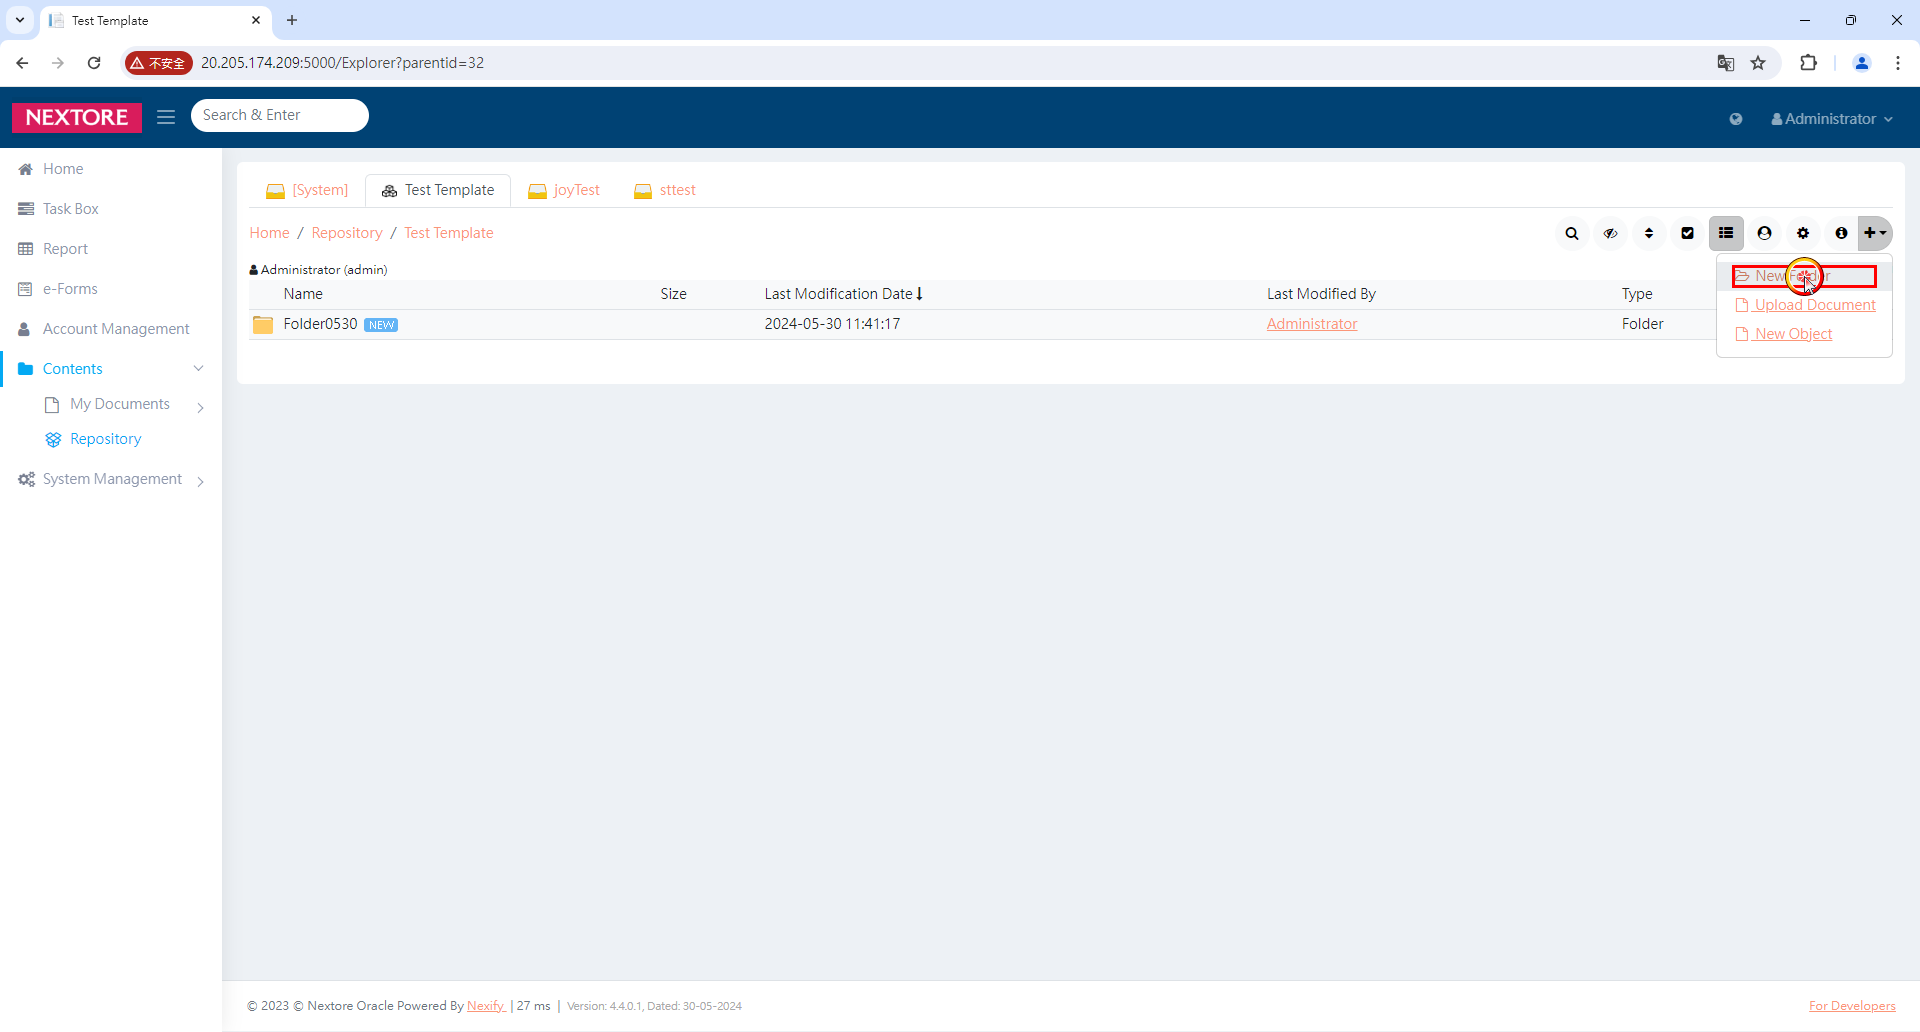 Test Template
不安全
20.205.174.209:5000/Explorer?parentid=32
NEXTORE
Search & Enter
Administrator
Home
Task Box
Report
e-Forms
Account Management
Contents
My Documents
Repository
System Management
[System]
Test Template
joyTest
sttest
Home / Repository / Test Template
Administrator (admin)
Name Size Last Modification Date Last Modified By Type
Folder0530 NEW 2024-05-30 11:41:17 Administrator Folder
New Folder
Upload Document
New Object
© 2023 © Nextore Oracle Powered By Nexify | 27 ms | Version: 4.4.0.1, Dated: 30-05-2024
For Developers